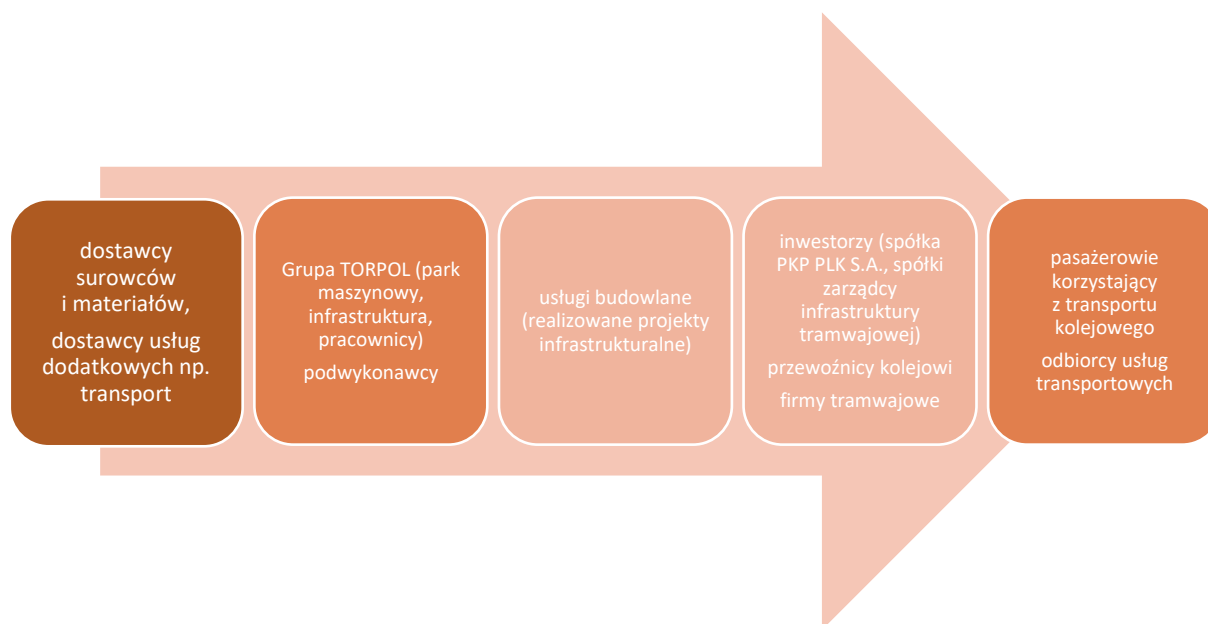 dostawcy
surowców
i materiałów,
dostawcy usług
dodatkowych np.
transport
Grupa TORPOL (park
maszynowy,
infrastruktura,
pracownicy)
podwykonawcy
usługi budowlane
(realizowane projekty
infrastrukturalne)
inwestorzy (spółka
PKP PLK S.A., spółki
zarządcy
infrastruktury
tramwajowej)
przewoźnicy kolejowi
firmy tramwajowe
pasażerowie
korzystający
z transportu
kolejowego
odbiorcy usług
transportowych